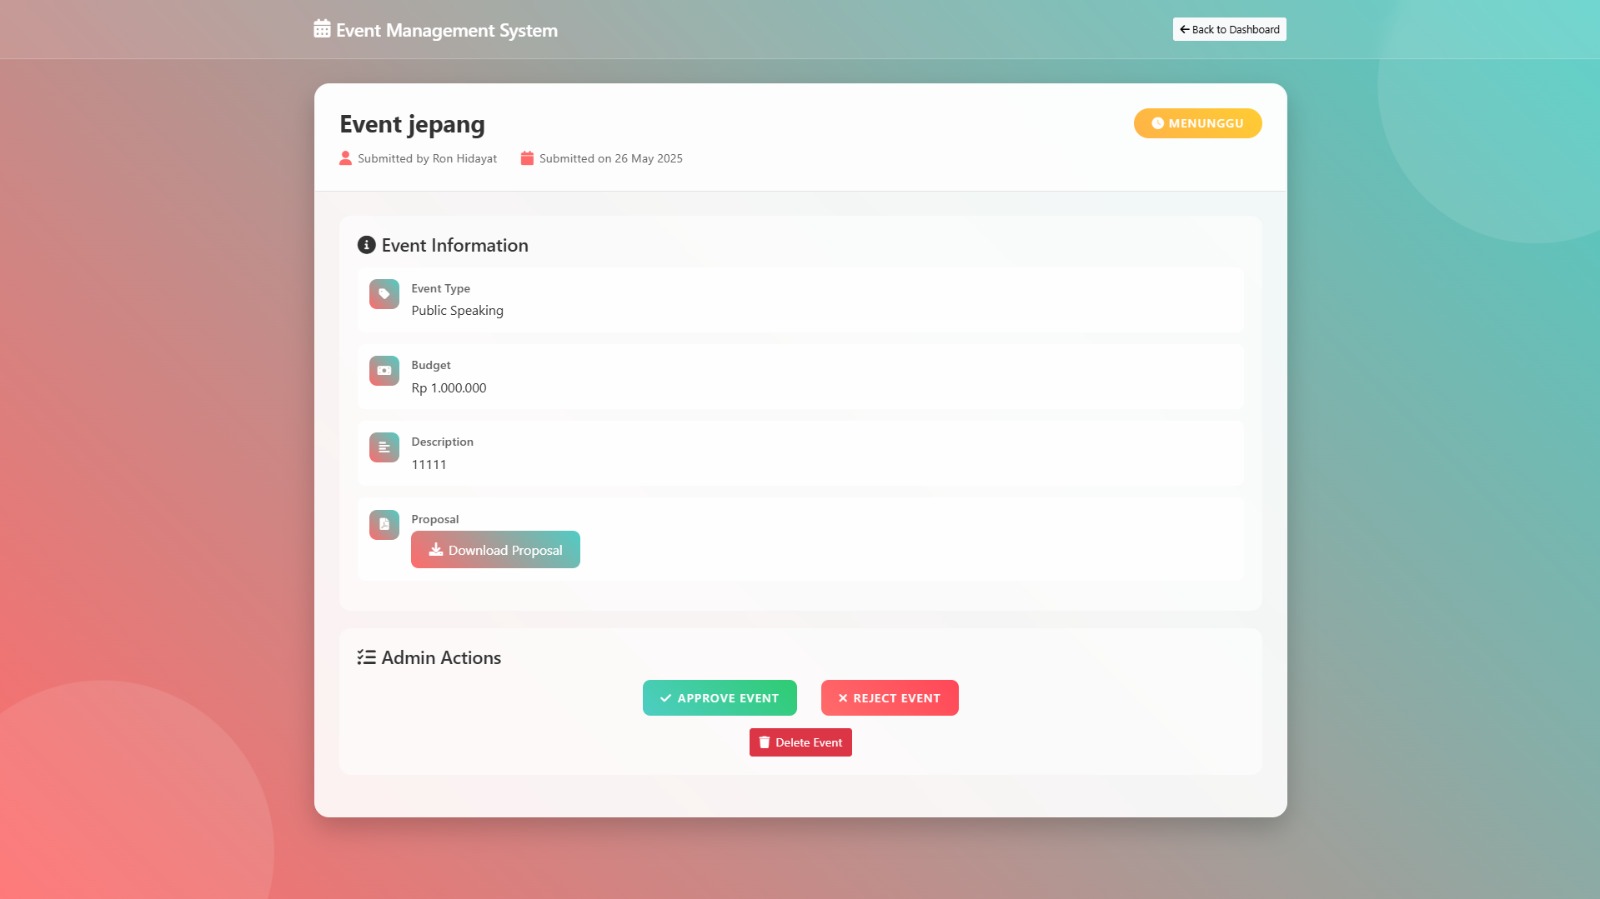 Event Management System
Back to Dashboard
Event jepang
MENUNGGU
Submitted by Ron Hidayat
Submitted on 26 May 2025
Event Information
Event Type
Public Speaking
Budget
Rp 1.000.000
Description
11111
Proposal
Download Proposal
Admin Actions
APPROVE EVENT
REJECT EVENT
Delete Event